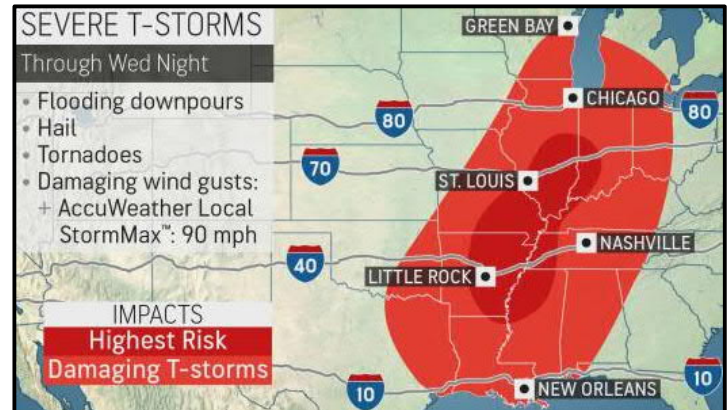 SEVERE T-STORMS
Through Wed Night
• Flooding downpours
• Hail
• Tornadoes
• Damaging wind gusts:
+ AccuWeather Local
StormMax™: 90 mph
IMPACTS
Highest Risk
Damaging T-storms
GREEN BAY
CHICAGO
80
80
70
ST. LOUIS
NASHVILLE
40
LITTLE ROCK
10
10
NEW ORLEANS